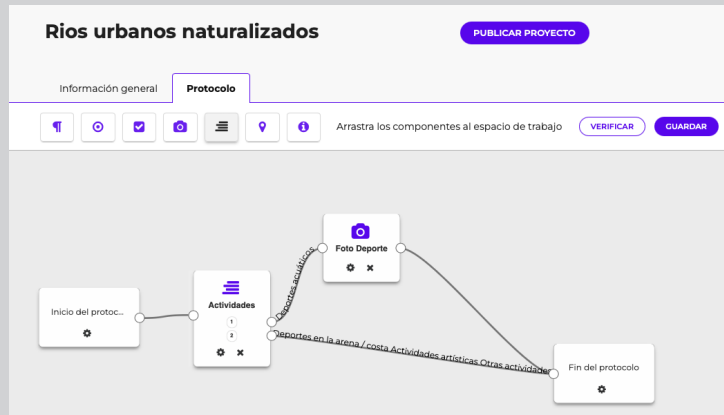 Rios urbanos naturalizados
PUBLICAR PROYECTO
Información general
Protocolo
Arrastra los componentes al espacio de trabajo
VERIFICAR
GUARDAR
Foto Deporte
Deportes acuáticos
Actividades
1
2
Inicio del protoc...
Deportes en la arena / costa Actividades artísticas Otras actividades
Fin del protocolo